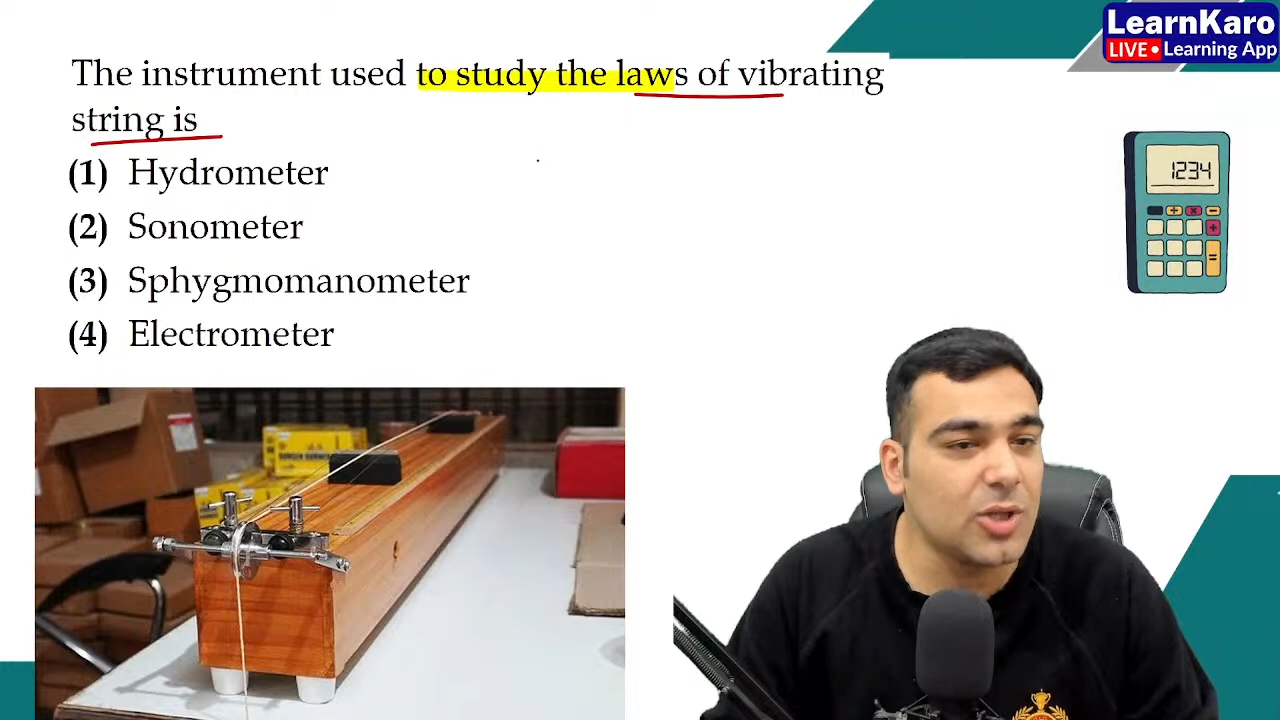 LearnKaro
LIVE • Learning App
The instrument used to study the laws of vibrating
string is
(1) Hydrometer
(2) Sonometer
(3) Sphygmomanometer
(4) Electrometer
1234